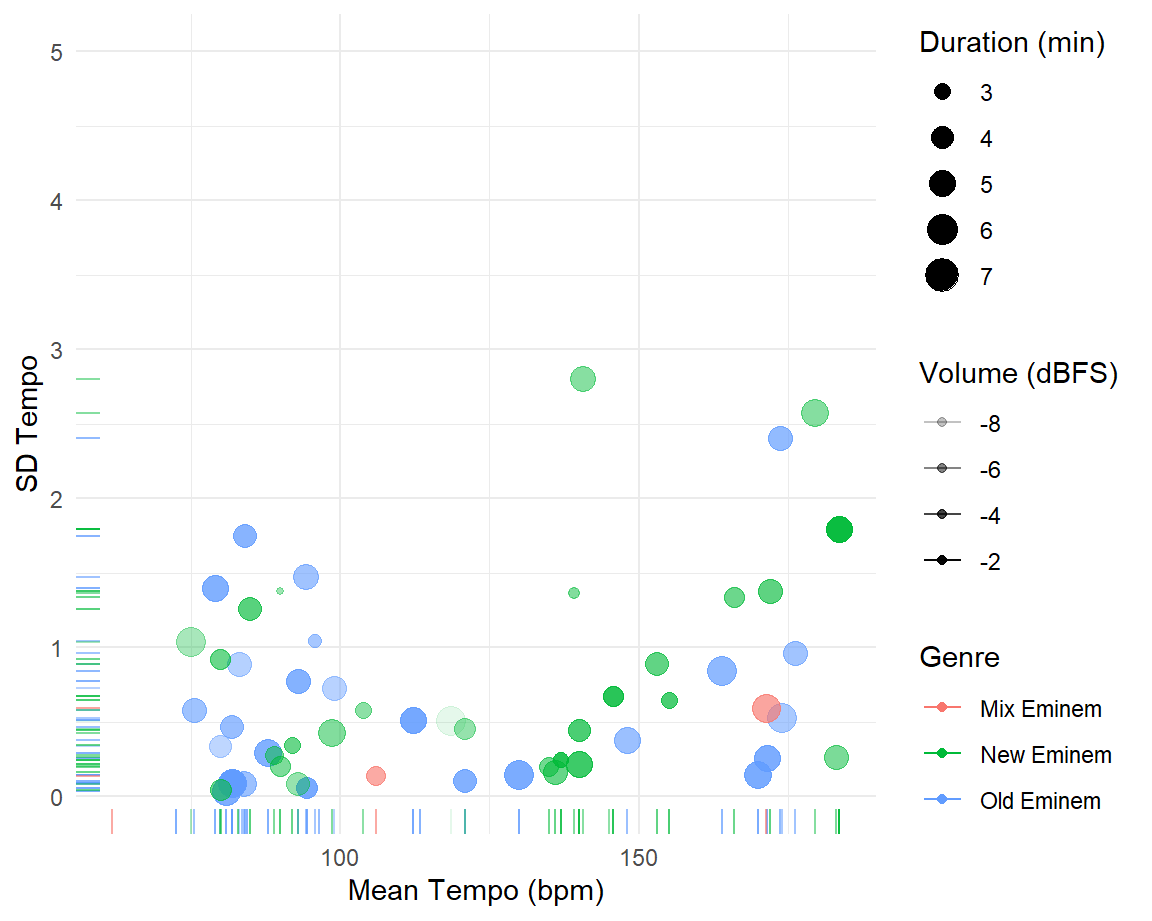 5
4
3
2
1
0
SD Tempo
100
150
Mean Tempo (bpm)
Duration (min)
3
4
5
6
7
Volume (dBFS)
-8
-6
-4
-2
Genre
Mix Eminem
New Eminem
Old Eminem